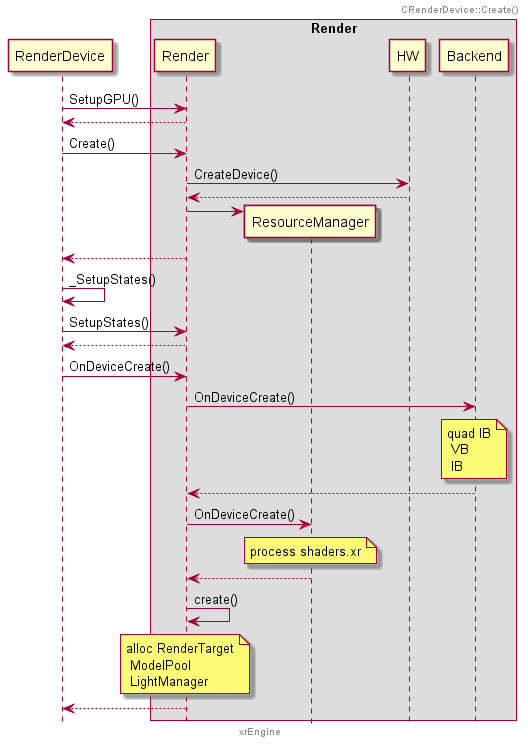 CRenderDevice::Create()
Render
RenderDevice
Render
HW
Backend
SetupGPU()
Create()
CreateDevice()
ResourceManager
_SetupStates()
SetupStates()
OnDeviceCreate()
OnDeviceCreate()
quad IB
VB
IB
OnDeviceCreate()
process shaders.xr
create()
alloc RenderTarget
ModelPool
LightManager
xrEngine